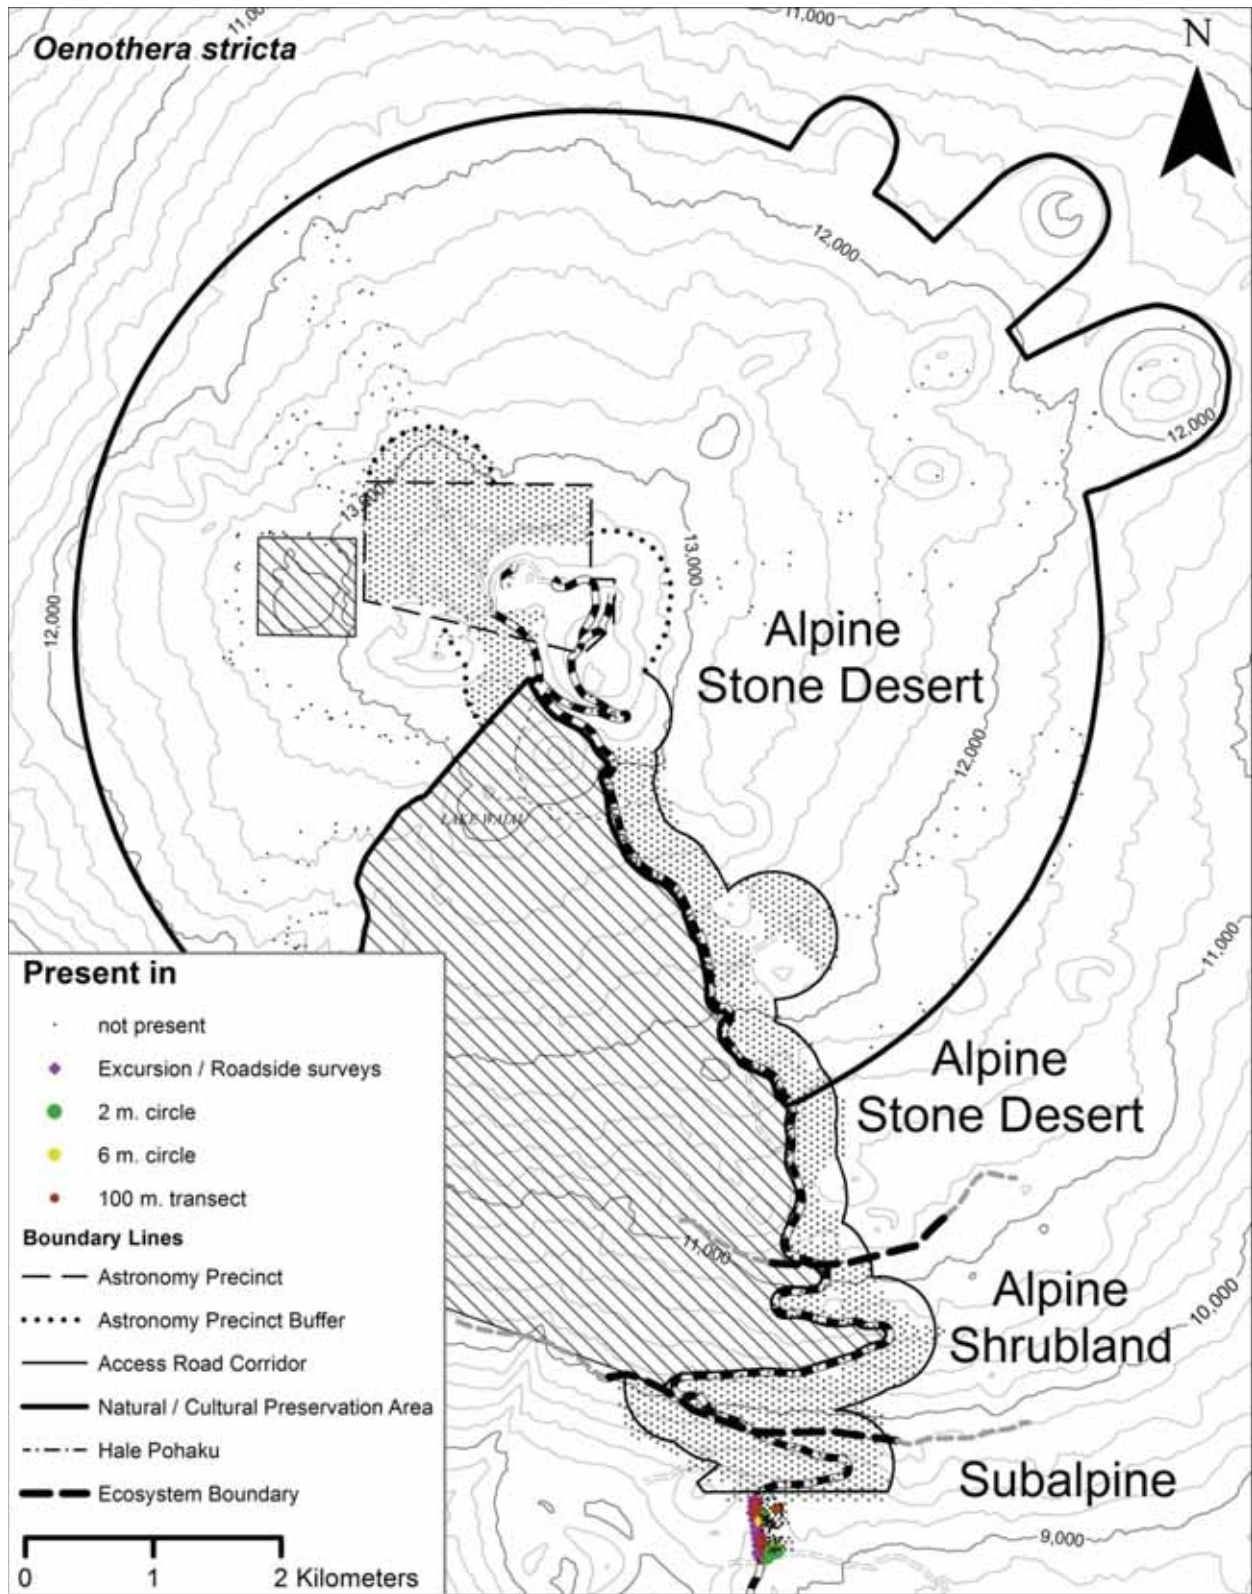 11,000
11,000
Oenothera stricta
N
12,000
12,000
13,000
13,000
12,000
Alpine
Stone Desert
12,000
LAKE WAIAU
11,000
Present in
not present
Excursion / Roadside surveys
2 m. circle
6 m. circle
100 m. transect
Boundary Lines
Astronomy Precinct
Astronomy Precinct Buffer
Access Road Corridor
Natural / Cultural Preservation Area
Hale Pohaku
Ecosystem Boundary
0 1 2 Kilometers
Alpine
Stone Desert
11,000
Alpine
Shrubland
10,000
Subalpine
9,000